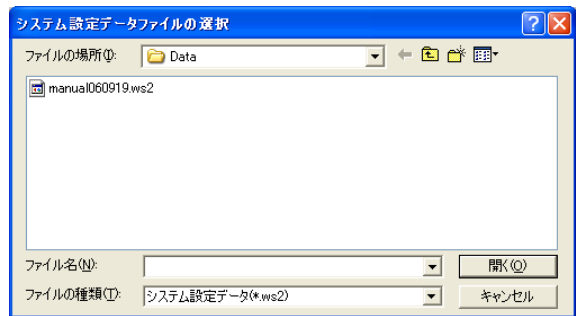 システム設定データファイルの選択
ファイルの場所(I): Data
manual060919.ws2
ファイル名(N): 開く(O)
ファイルの種類(T): システム設定データ(*.ws2) キャンセル